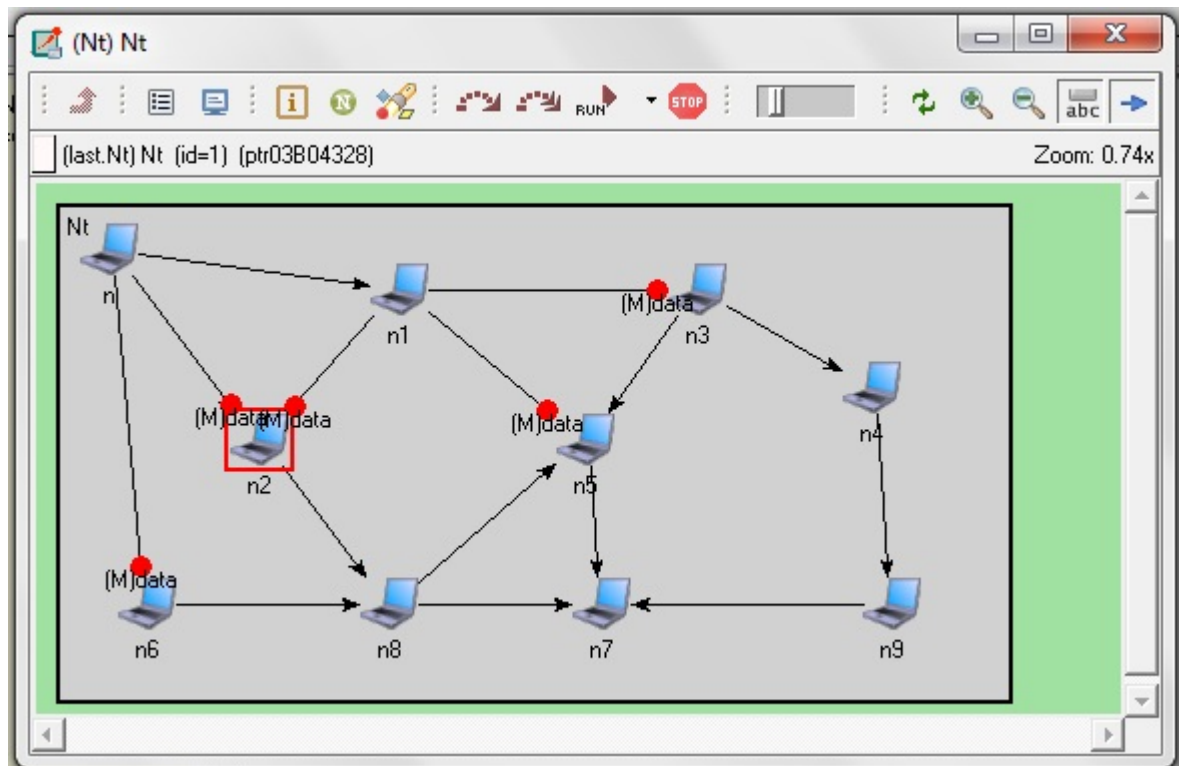 (Nt) Nt
i N RUN STOP abc
(last.Nt) Nt (id=1) (ptr03B04328) Zoom: 0.74x
Nt
n
n1
(M)data
n3
(M)data
(M)data
(M)data
n4
n2
n5
(M)data
n6
n8
n7
n9